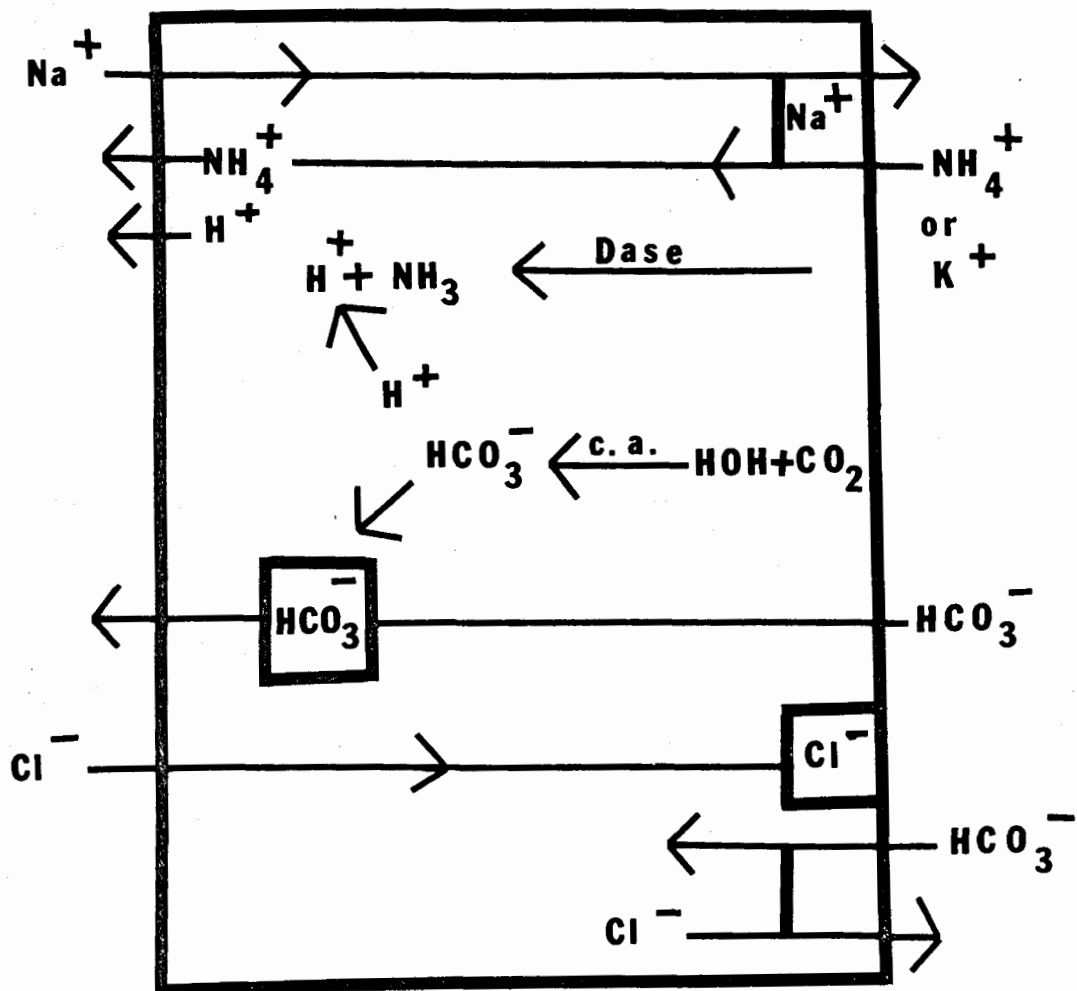 Na⁺
Na⁺
NH₄⁺
NH₄⁺
or
K⁺
H⁺
Dase
H⁺+ NH₃
H⁺
HCO₃⁻
c.a.
HOH+CO₂
HCO₃⁻
HCO₃⁻
Cl⁻
Cl⁻
HCO₃⁻
Cl⁻